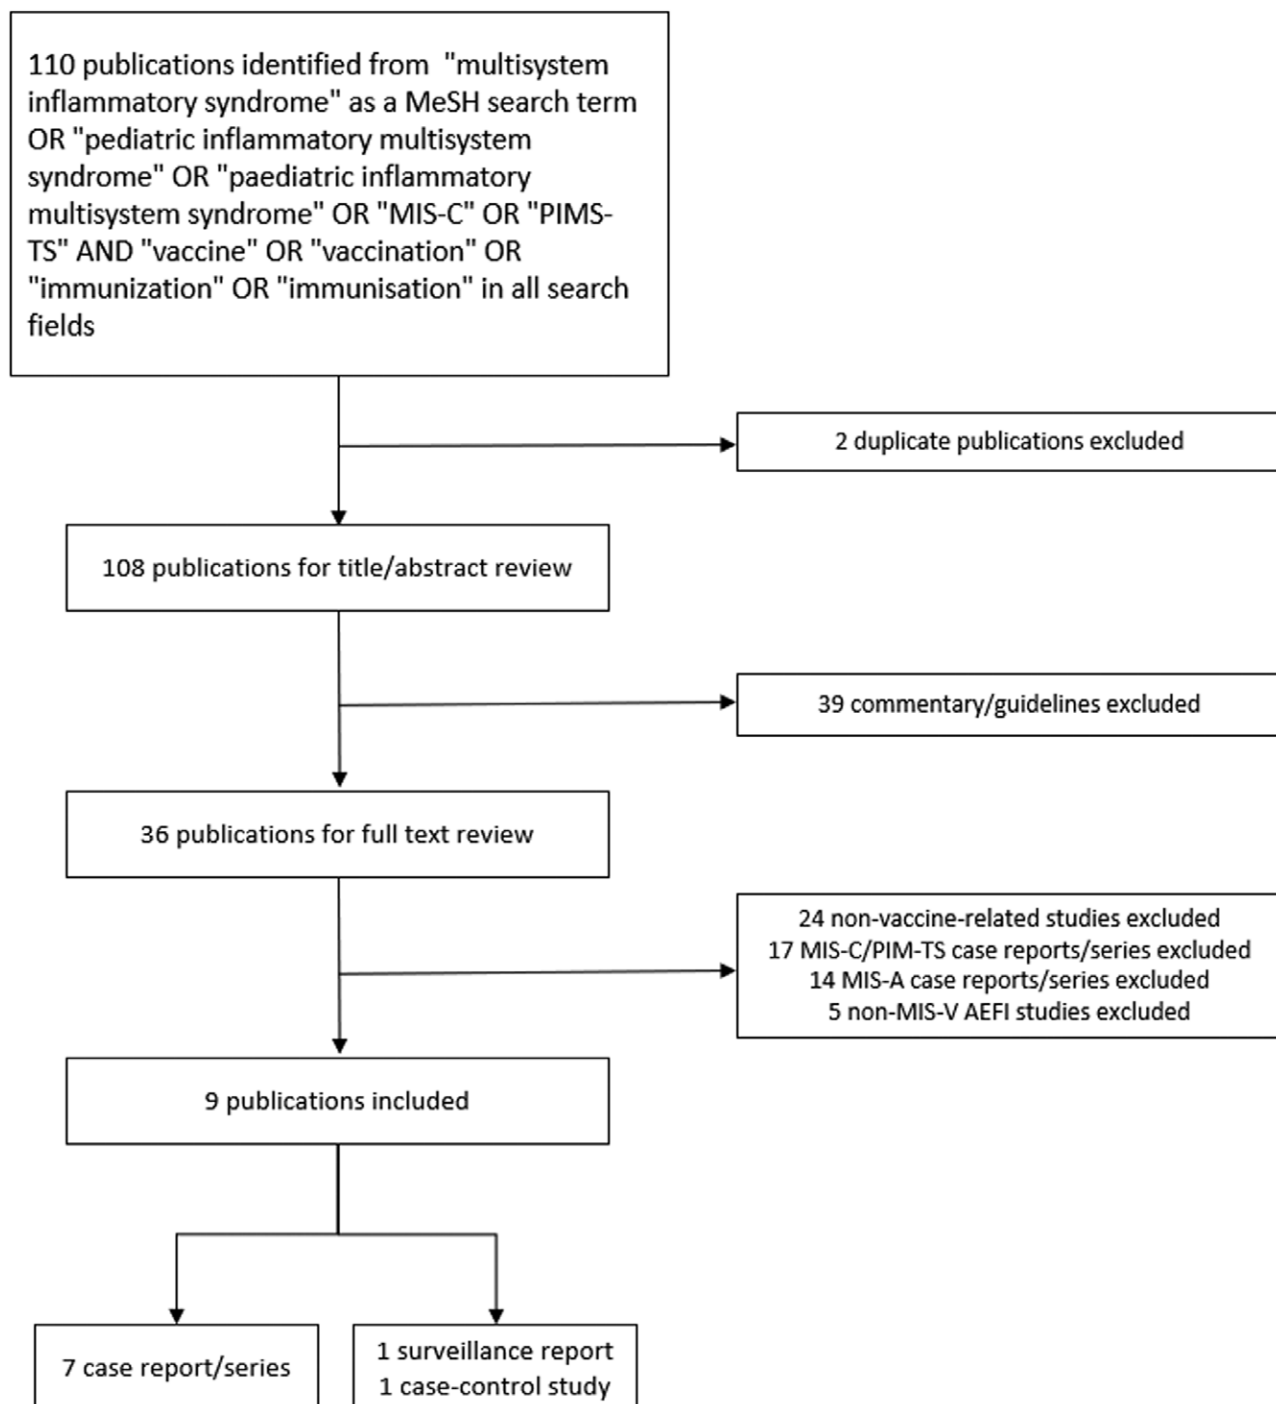 110 publications identified from "multisystem
inflammatory syndrome" as a MeSH search term
OR "pediatric inflammatory multisystem
syndrome" OR "paediatric inflammatory
multisystem syndrome" OR "MIS-C" OR "PIMS-
TS" AND "vaccine" OR "vaccination" OR
"immunization" OR "immunisation" in all search
fields
2 duplicate publications excluded
108 publications for title/abstract review
39 commentary/guidelines excluded
36 publications for full text review
24 non-vaccine-related studies excluded
17 MIS-C/PIM-TS case reports/series excluded
14 MIS-A case reports/series excluded
5 non-MIS-V AEFI studies excluded
9 publications included
7 case report/series
1 surveillance report
1 case-control study